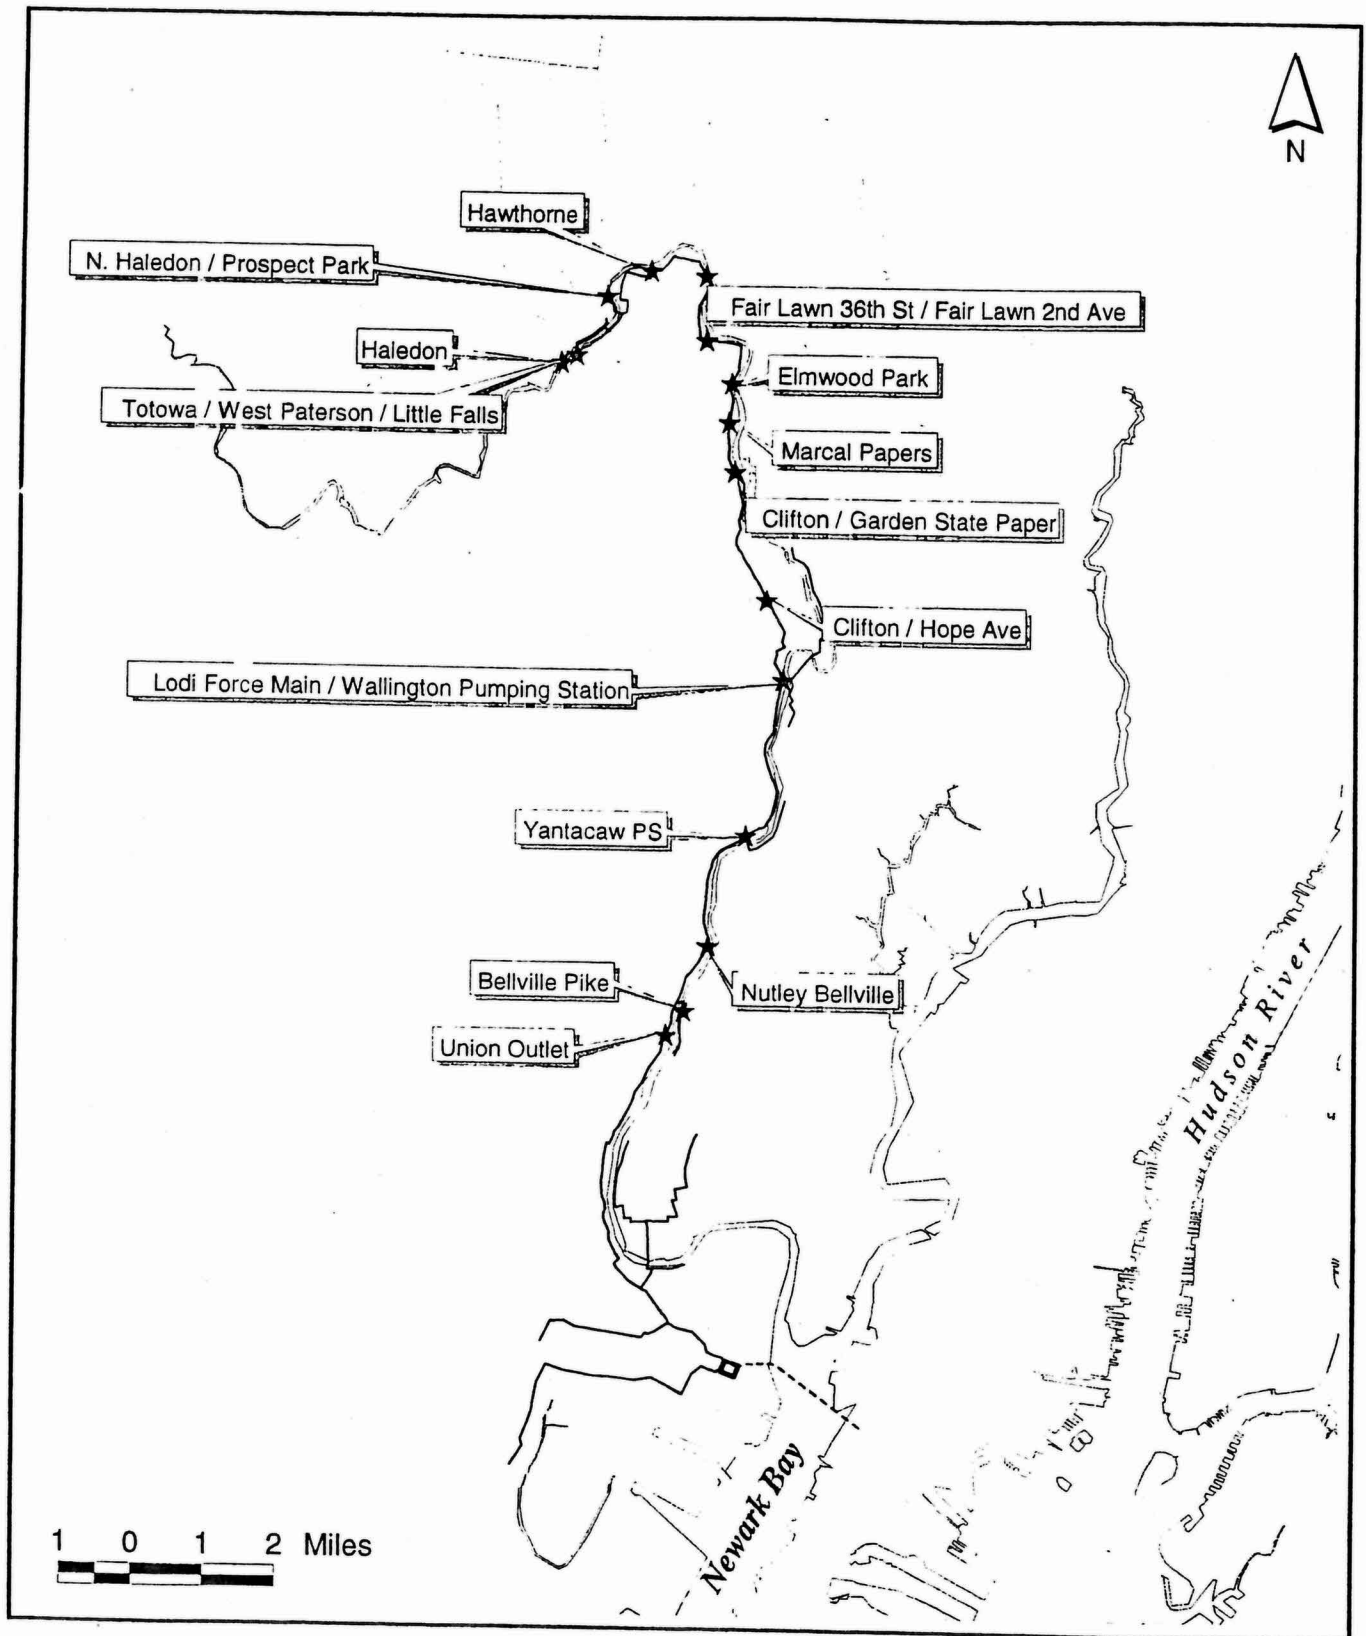 N
Hawthorne
N. Haledon / Prospect Park
Fair Lawn 36th St / Fair Lawn 2nd Ave
Haledon
Elmwood Park
Totowa / West Paterson / Little Falls
Marcal Papers
Clifton / Garden State Paper
Clifton / Hope Ave
Lodi Force Main / Wallington Pumping Station
Yantacaw PS
Bellville Pike
Nutley Bellville
Union Outlet
Hudson River
Newark Bay
1 0 1 2 Miles